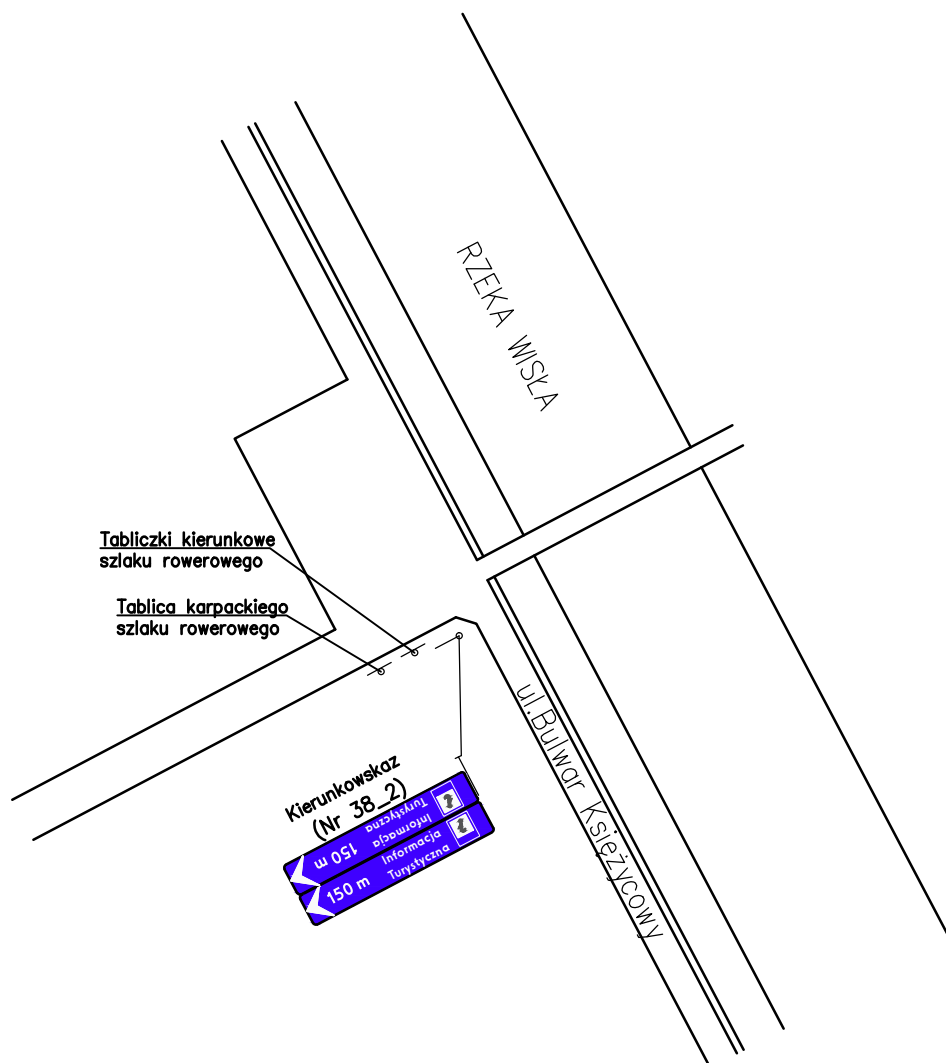 RZEKA WISŁA
Tabliczki kierunkowe
szlaku rowerowego
Tablica karpackiego
szlaku rowerowego
ul.Bulwar Księżycowy
Kierunkowskaz
(Nr 38_2)
150 m
Informacja
Turystyczna
150 m
Informacja
Turystyczna